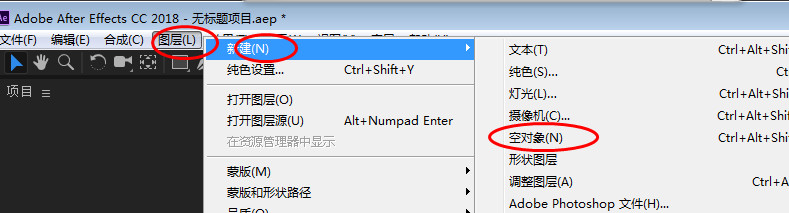 Adobe After Effects CC 2018 - 无标题项目.aep *
文件(F) 编辑(E) 合成(C) 图层(L)
项目
新建(N)
纯色设置... Ctrl+Shift+Y
打开图层(O)
打开图层源(U) Alt+Numpad Enter
在资源管理器中显示
蒙版(M)
蒙版和形状路径
文本(T) Ctrl+Alt+Shi
纯色(S)... Ct
灯光(L)... Ctrl+Alt+Shi
摄像机(C)... Ctrl+Alt+Shi
空对象(N) Ctrl+Alt+Shi
形状图层
调整图层(A) Ctrl+A
Adobe Photoshop 文件(H)...